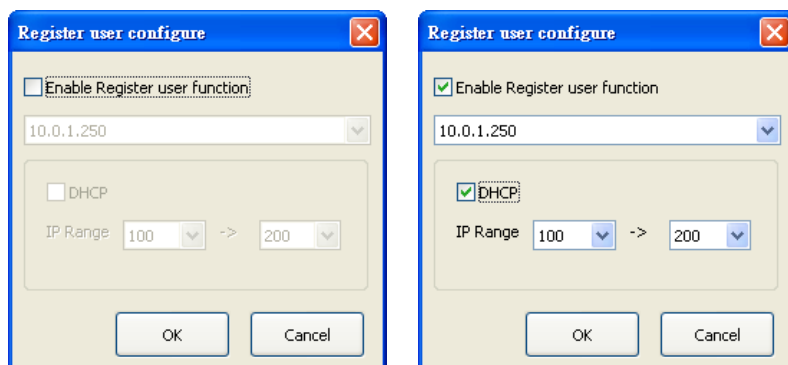 Register user configure
Enable Register user function
10.0.1.250
DHCP
IP Range 100 -> 200
OK Cancel
Register user configure
Enable Register user function
10.0.1.250
DHCP
IP Range 100 -> 200
OK Cancel